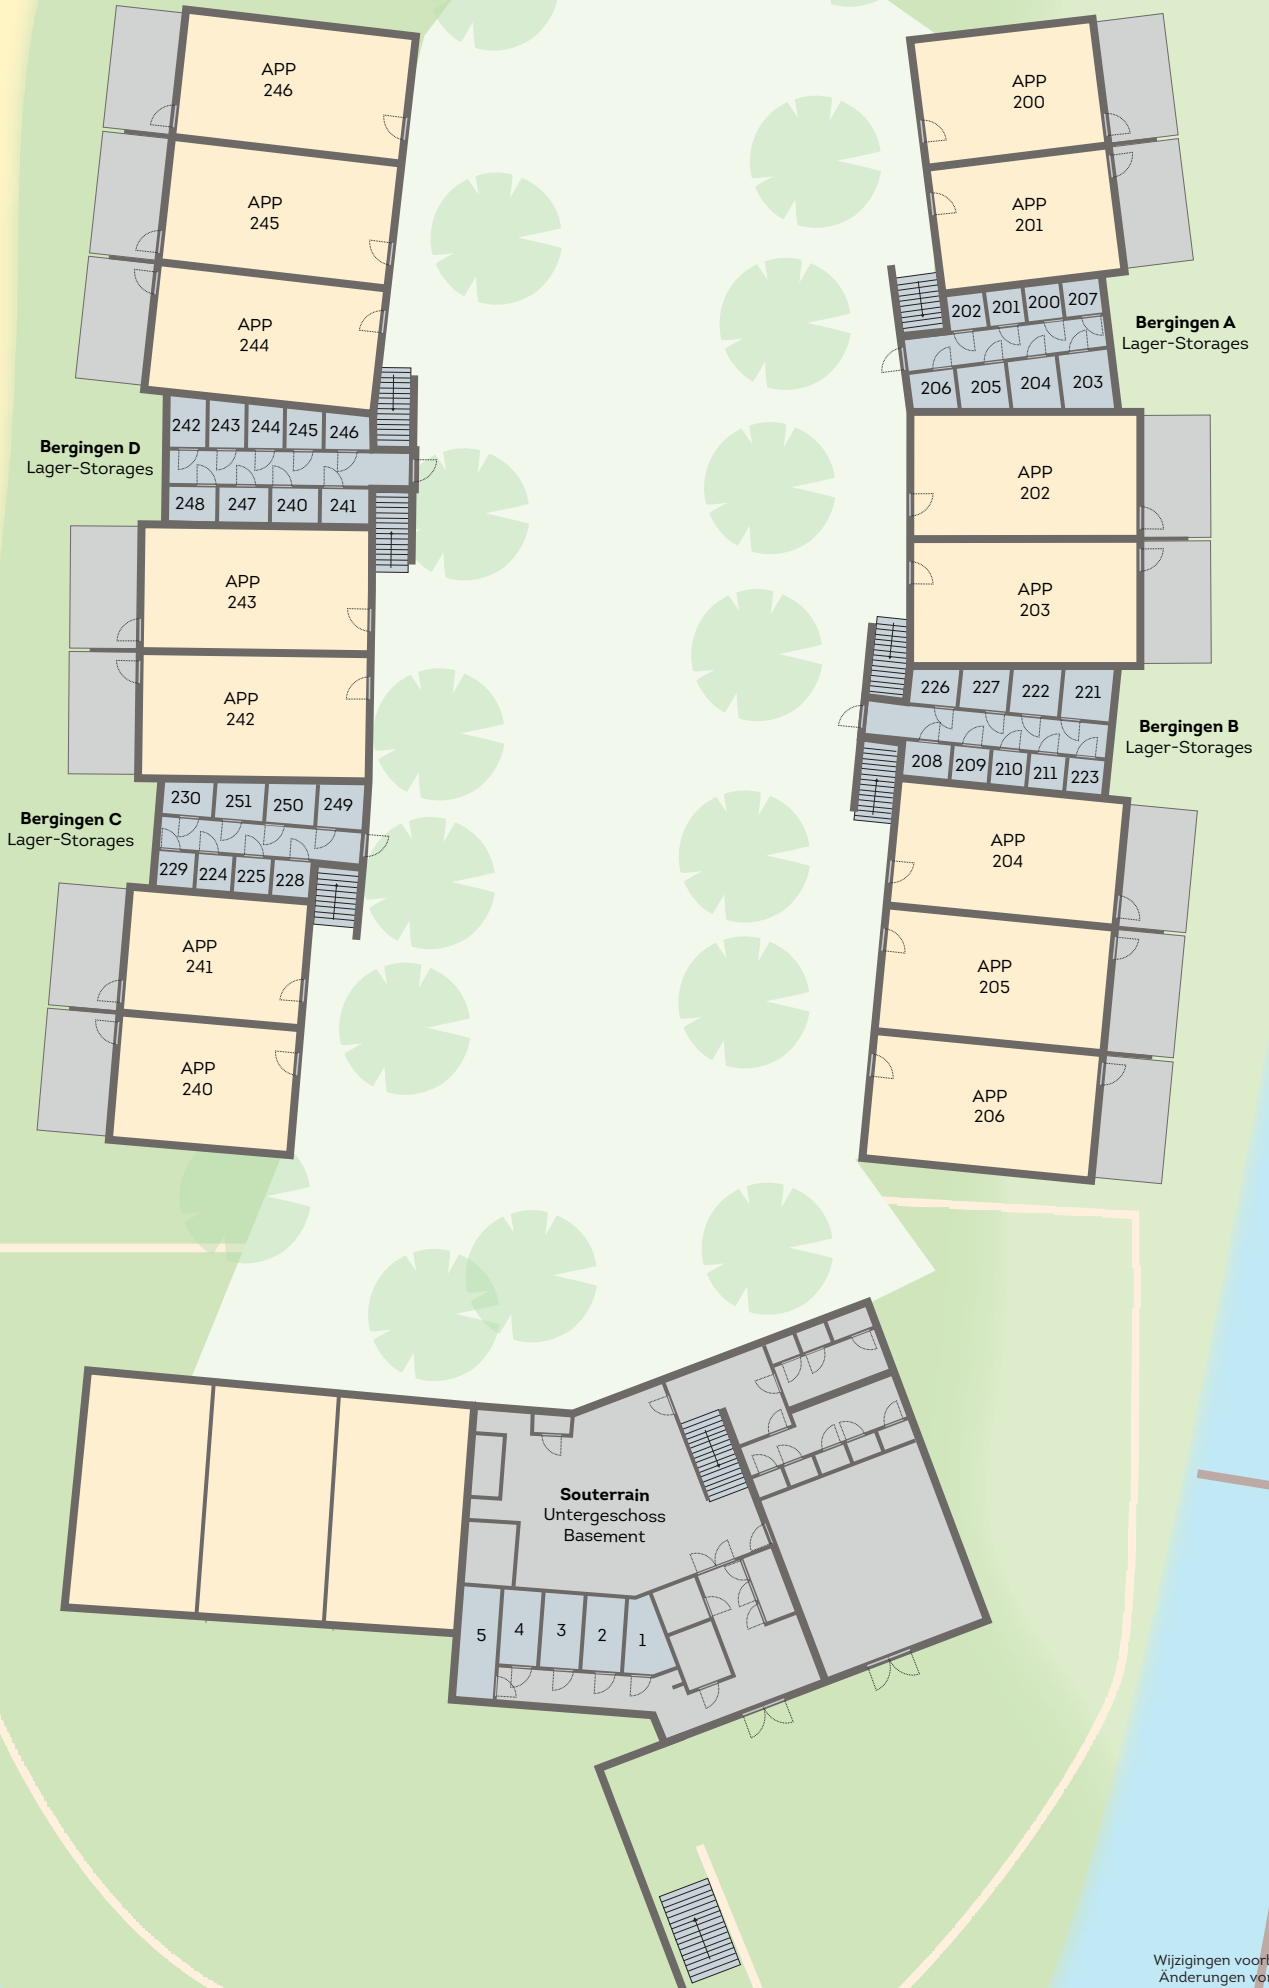 APP
246
APP
245
APP
244
242 243 244 245 246
Bergingen D
Lager-Storages
248 247 240 241
APP
243
APP
242
230 251 250 249
Bergingen C
Lager-Storages
229 224 225 228
APP
241
APP
240
APP
200
APP
201
202 201 200 207
Bergingen A
Lager-Storages
206 205 204 203
APP
202
APP
203
226 227 222 221
Bergingen B
Lager-Storages
208 209 210 211 223
APP
204
APP
205
APP
206
Souterrain
Untergeschoss
Basement
5 4 3 2 1
Wijzigingen
Änderungen